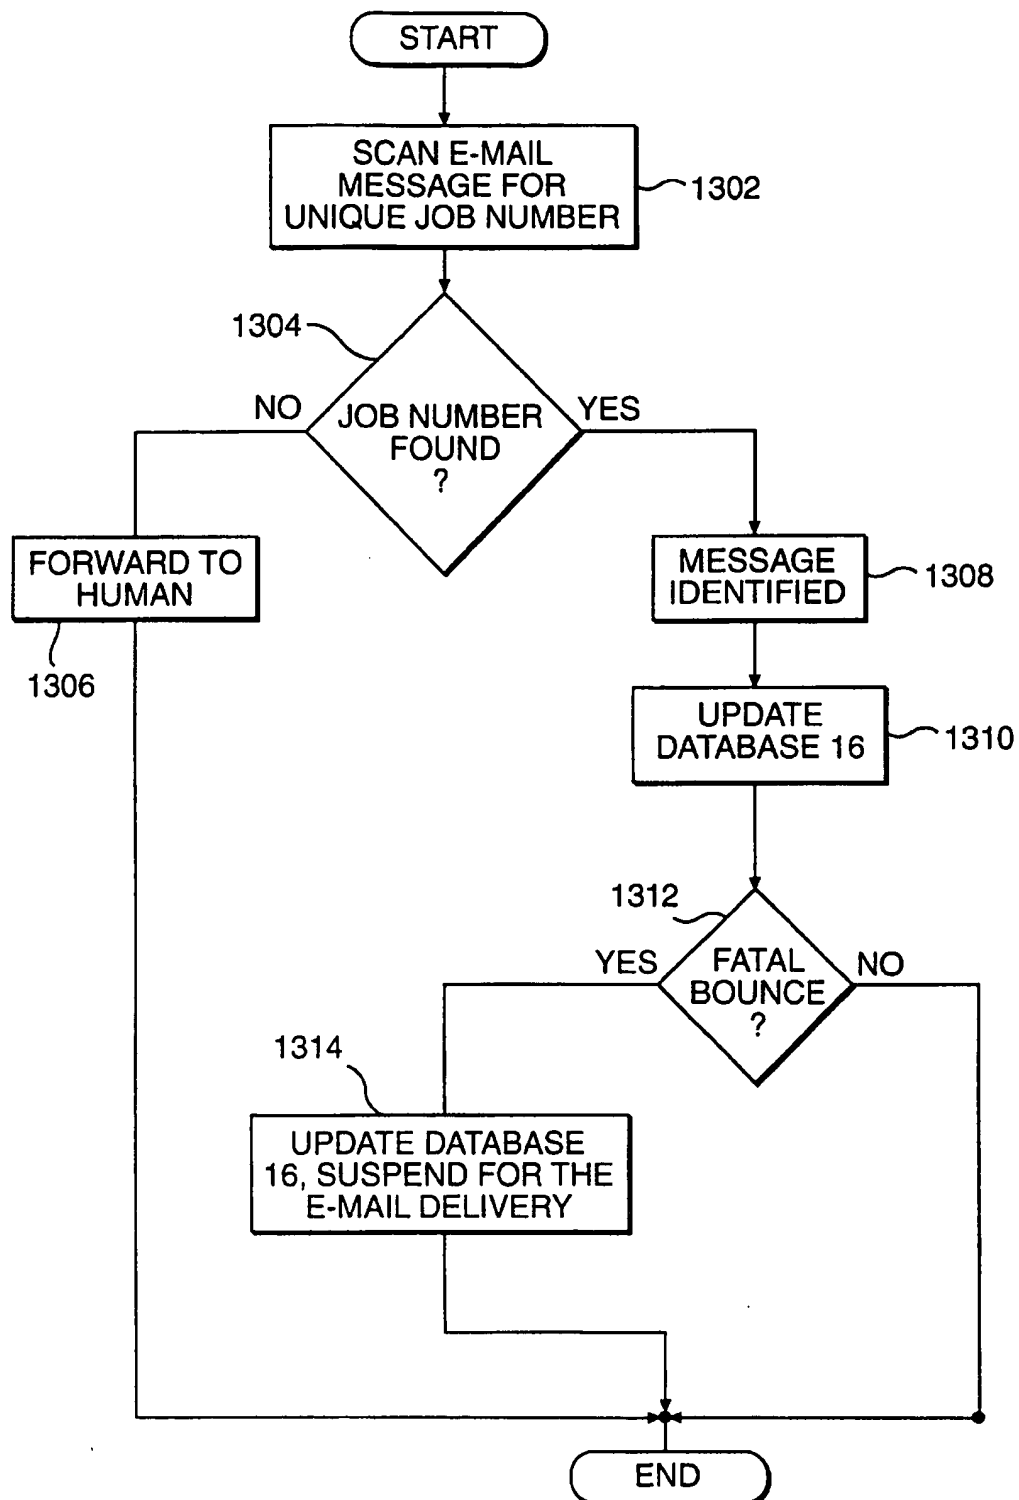 START
SCAN E-MAIL
MESSAGE FOR
UNIQUE JOB NUMBER
1302
1304
NO
JOB NUMBER
FOUND
?
YES
FORWARD TO
HUMAN
1306
MESSAGE
IDENTIFIED
1308
UPDATE
DATABASE 16
1310
1312
YES
FATAL
BOUNCE
?
NO
1314
UPDATE DATABASE
16, SUSPEND FOR THE
E-MAIL DELIVERY
END